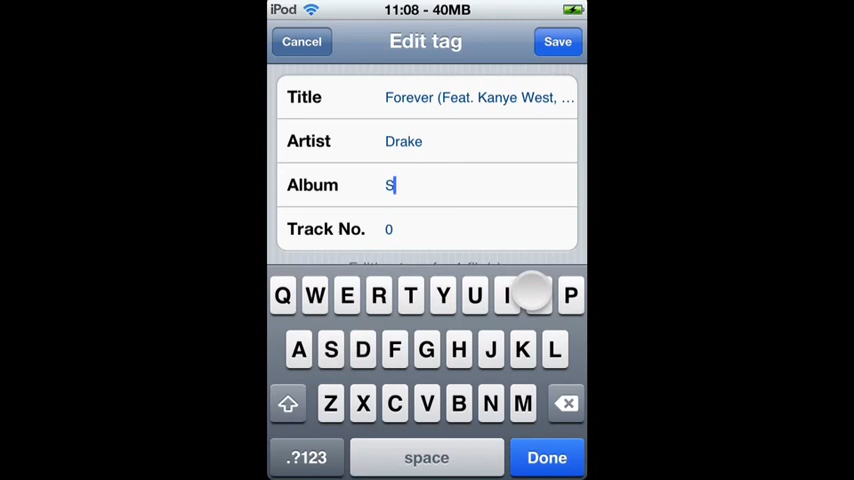 iPod 11:08 - 40MB
Cancel Edit tag Save
Title Forever (Feat. Kanye West, ...
Artist Drake
Album S
Track No. 0
Q W E R T Y U I P
A S D F G H J K L
Z X C V B N M
.?123 space Done